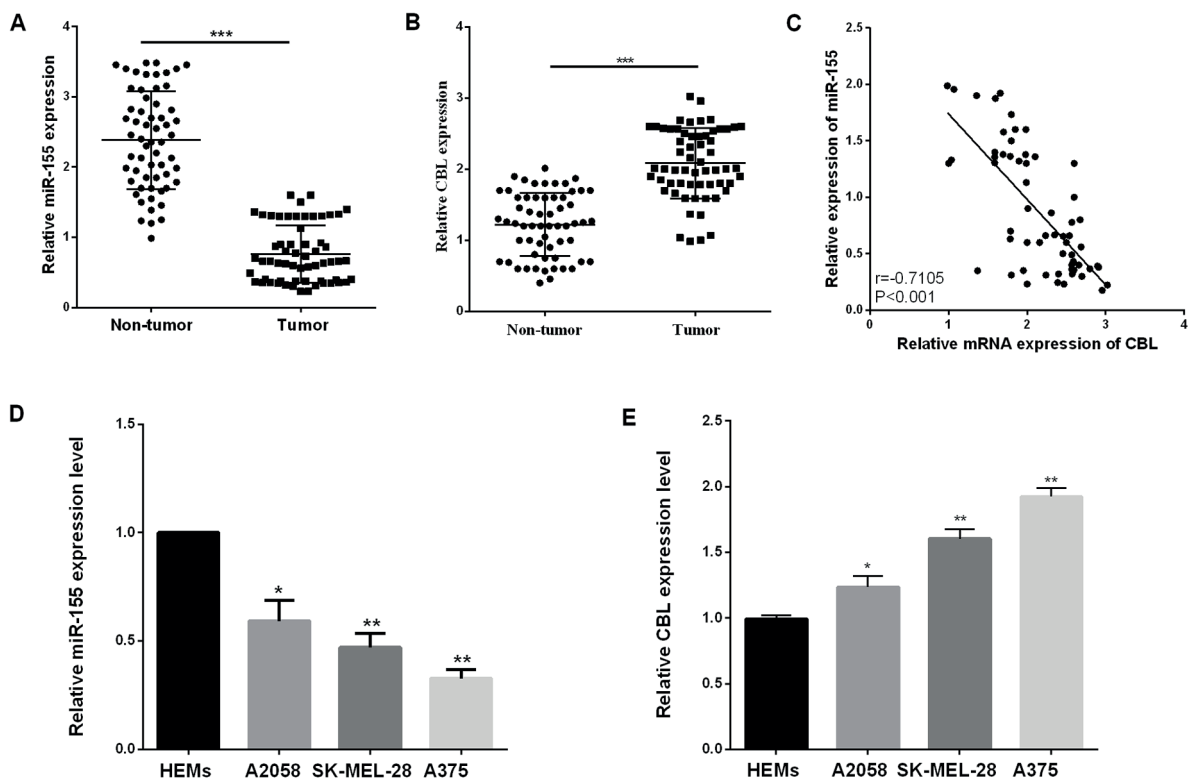 A
Relative miR-155 expression
4
3
2
1
0
***
Non-tumor
Tumor
B
Relative CBL expression
4
3
2
1
0
***
Non-tumor
Tumor
C
Relative expression of miR-155
2.5
2.0
1.5
1.0
0.5
0.0
r=-0.7105
P<0.001
0
1
2
3
4
Relative mRNA expression of CBL
D
Relative miR-155 expression level
1.5
1.0
0.5
0.0
*
**
**
HEMs
A2058
SK-MEL-28
A375
E
Relative CBL expression level
2.5
2.0
1.5
1.0
0.5
0.0
*
**
**
HEMs
A2058
SK-MEL-28
A375